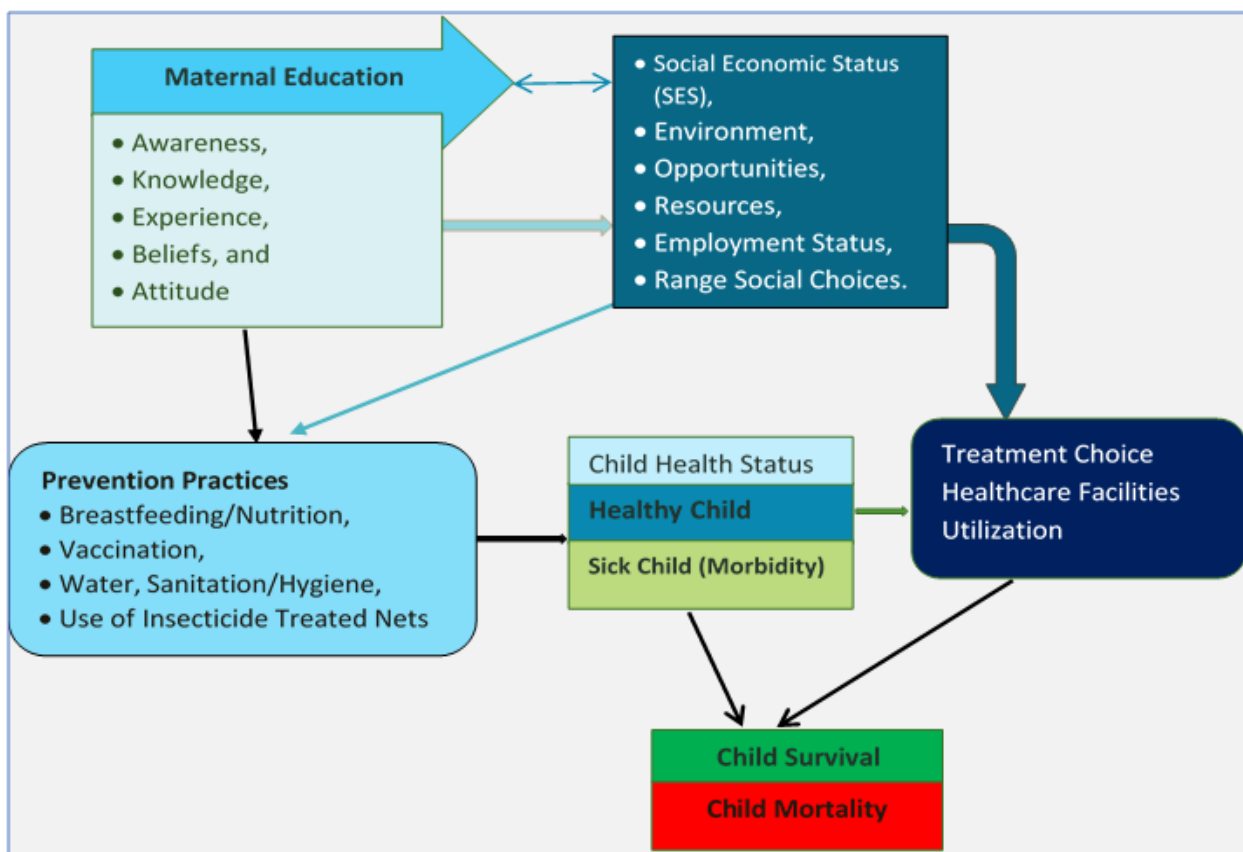 Maternal Education
• Awareness,
• Knowledge,
• Experience,
• Beliefs, and
• Attitude
• Social Economic Status
(SES),
• Environment,
• Opportunities,
• Resources,
• Employment Status,
• Range Social Choices.
Prevention Practices
• Breastfeeding/Nutrition,
• Vaccination,
• Water, Sanitation/Hygiene,
• Use of Insecticide Treated Nets
Child Health Status
Healthy Child
Sick Child (Morbidity)
Treatment Choice
Healthcare Facilities
Utilization
Child Survival
Child Mortality